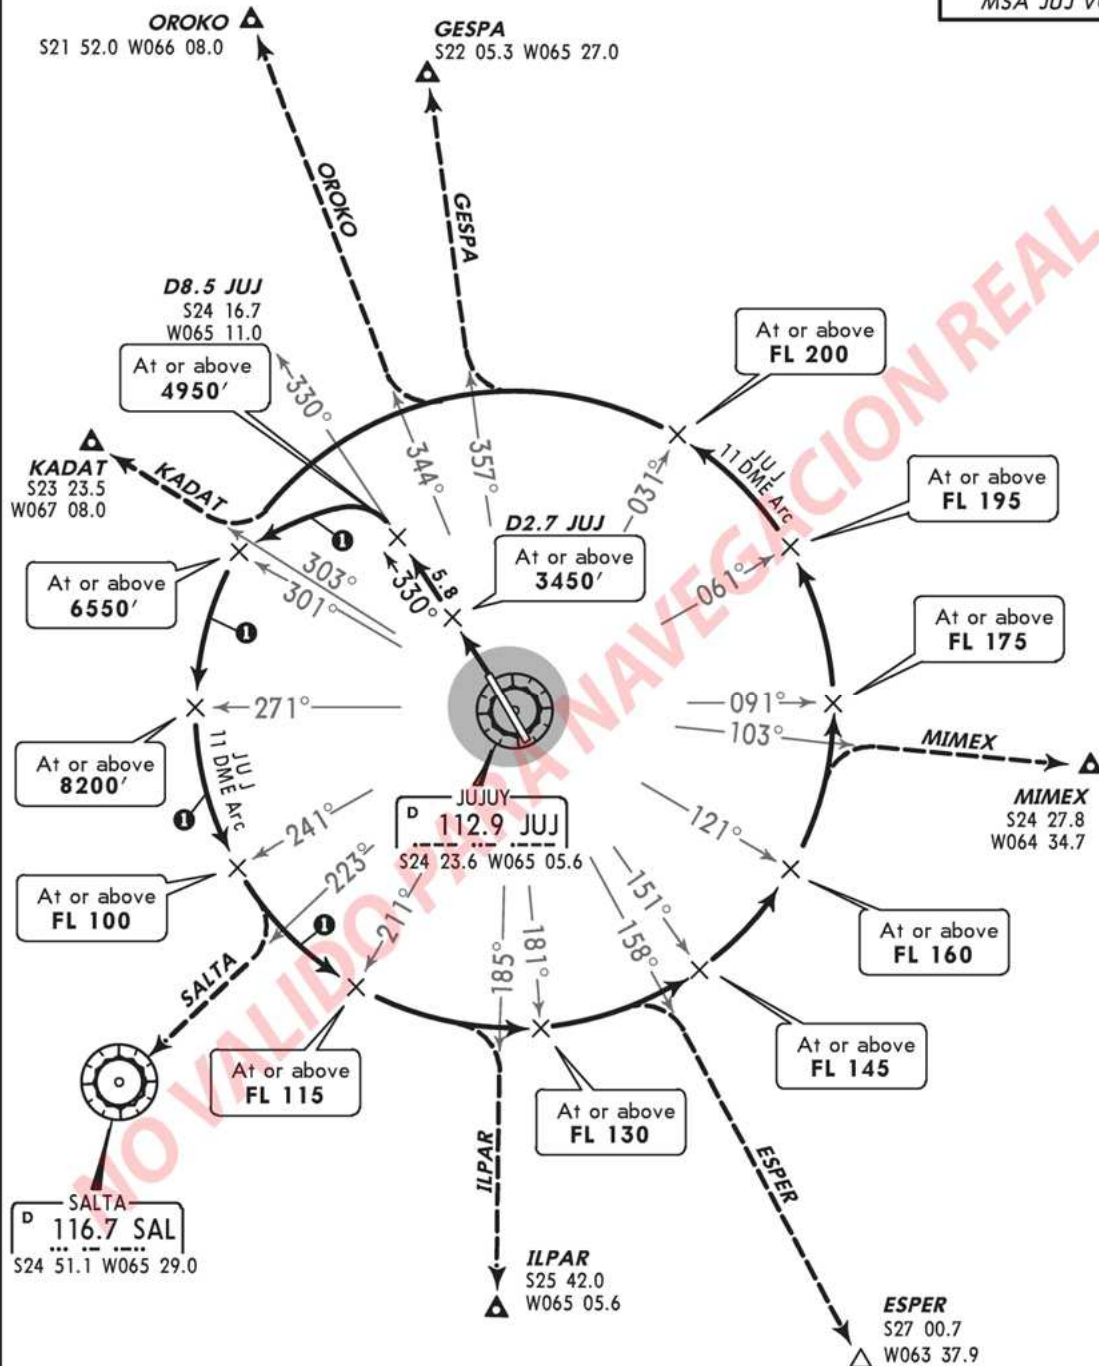 MSA JUJ V
OROKO
S21 52.0 W066 08.0
GESPA
S22 05.3 W065 27.0
OROKO
GESPA
D8.5 JUJ
S24 16.7
W065 11.0
At or above
4950'
330°
344°
357°
At or above
FL 200
031°
JUJ
11 DME Arc
KADAT
S23 23.5
W067 08.0
KADAT
1
At or above
FL 195
D2.7 JUJ
At or above
3450'
5.8
330°
061°
At or above
6550'
303°
301°
1
At or above
FL 175
271°
091°
103°
MIMEX
MIMEX
S24 27.8
W064 34.7
At or above
8200'
JUJ
11 DME Arc
1
JUJUY
D 112.9 JUJ
S24 23.6 W065 05.6
241°
121°
223°
At or above
FL 100
1
211°
185°
181°
151°
158°
At or above
FL 160
SALTA
At or above
FL 115
At or above
FL 145
At or above
FL 130
ILPAR
ESPER
SALTA
D 116.7 SAL
S24 51.1 W065 29.0
ILPAR
S25 42.0
W065 05.6
ESPER
S27 00.7
W063 37.9
NO VALIDO PARA NAVEGACION REAL